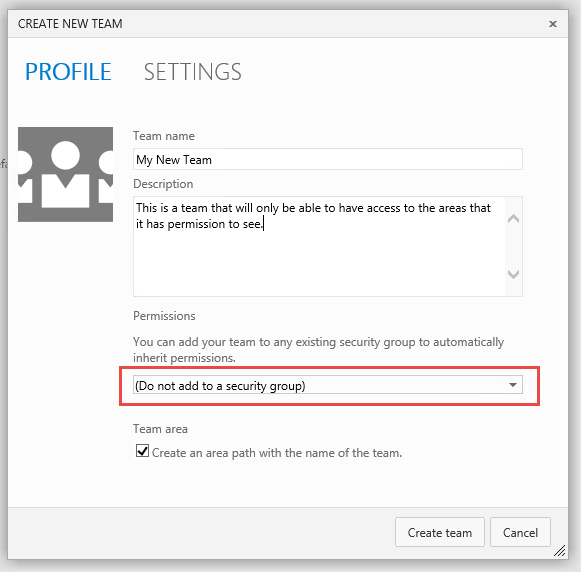 CREATE NEW TEAM
PROFILE SETTINGS
Team name
My New Team
Description
This is a team that will only be able to have access to the areas that
it has permission to see.
Permissions
You can add your team to any existing security group to automatically
inherit permissions.
(Do not add to a security group)
Team area
Create an area path with the name of the team.
Create team Cancel